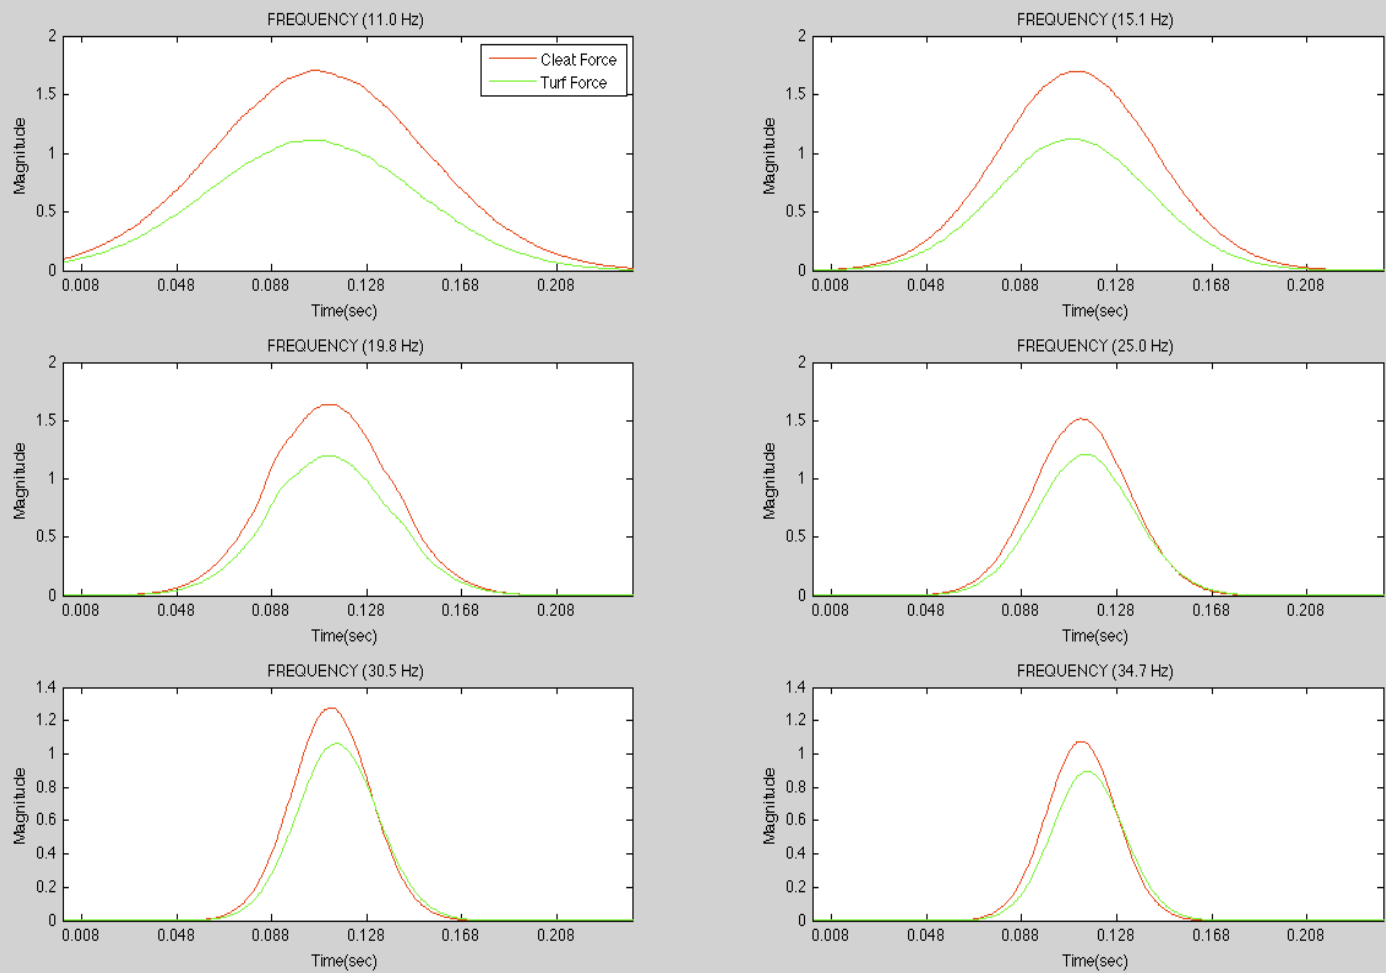 FREQUENCY (11.0 Hz)
2
1.5
1
0.5
0
Magnitude
Cleat Force
Turf Force
0.008 0.048 0.088 0.128 0.168 0.208
Time(sec)
FREQUENCY (15.1 Hz)
2
1.5
1
0.5
0
Magnitude
0.008 0.048 0.088 0.128 0.168 0.208
Time(sec)
FREQUENCY (19.8 Hz)
2
1.5
1
0.5
0
Magnitude
0.008 0.048 0.088 0.128 0.168 0.208
Time(sec)
FREQUENCY (25.0 Hz)
2
1.5
1
0.5
0
Magnitude
0.008 0.048 0.088 0.128 0.168 0.208
Time(sec)
FREQUENCY (30.5 Hz)
1.4
1.2
1
0.8
0.6
0.4
0.2
0
Magnitude
0.008 0.048 0.088 0.128 0.168 0.208
Time(sec)
FREQUENCY (34.7 Hz)
1.4
1.2
1
0.8
0.6
0.4
0.2
0
Magnitude
0.008 0.048 0.088 0.128 0.168 0.208
Time(sec)